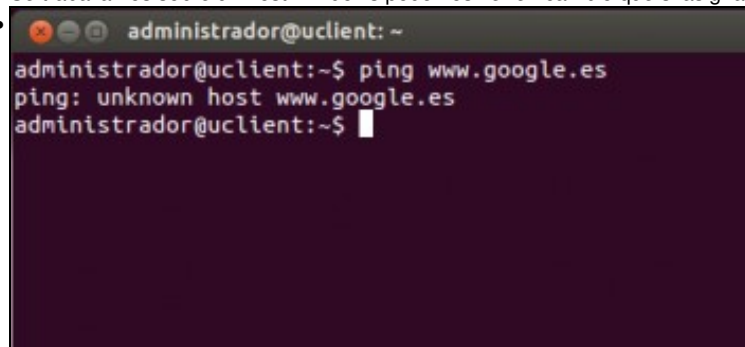 administrador@uclient: ~
administrador@uclient:~$ ping www.google.es
ping: unknown host www.google.es
administrador@uclient:~$